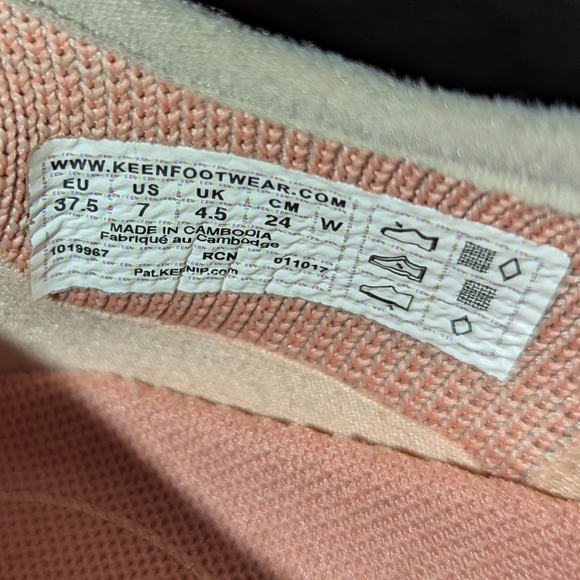 WWW.KEENFOOTWEAR.COM
EU US UK CM
37.5 7 4.5 24 W
MADE IN CAMBODIA
Fabriqué au Cambodge
1019967 RCN 011017
Pat.KEENIP.com